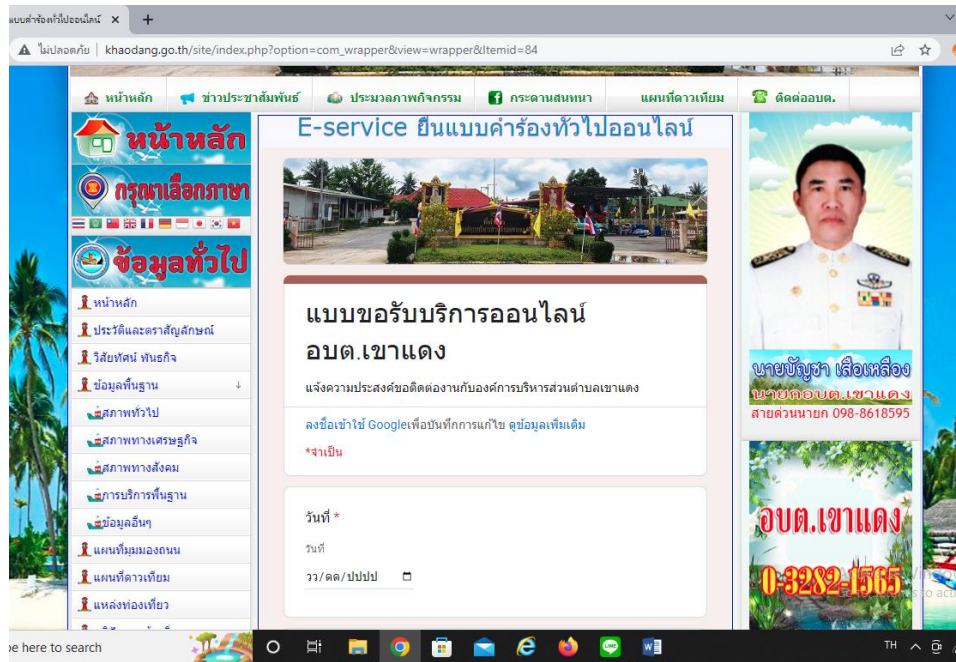 แบบคำร้องทั่วไปออนไลน์
ไม่ปลอดภัย khaodang.go.th/site/index.php?option=com_wrapper&view=wrapper&Itemid=84
หน้าหลัก ข่าวประชาสัมพันธ์ ประมวลภาพกิจกรรม กระดานสนทนา แผนที่ดาวเทียม ติดต่ออบต.
หน้าหลัก
กรุณาเลือกภาษา
ข้อมูลทั่วไป
หน้าหลัก
ประวัติและตราสัญลักษณ์
วิสัยทัศน์ พันธกิจ
ข้อมูลพื้นฐาน
สภาพทั่วไป
สภาพทางเศรษฐกิจ
สภาพทางสังคม
การบริการพื้นฐาน
ข้อมูลอื่นๆ
แผนที่มุมมองถนน
แผนที่ดาวเทียม
แหล่งท่องเที่ยว
E-service ยื่นแบบคำร้องทั่วไปออนไลน์
แบบขอรับบริการออนไลน์
อบต.เขาแดง
แจ้งความประสงค์ขอติดต่องานกับองค์การบริหารส่วนตำบลเขาแดง
ลงชื่อเข้าใช้ Googleเพื่อบันทึกการแก้ไข ดูข้อมูลเพิ่มเติม
*จำเป็น
วันที่ *
วันที่
วว/ดด/ปปปป
นายบัญชา เสือเหลือง
นายกอบต.เขาแดง
สายด่วนนายก 098-8618595
อบต.เขาแดง
0-3282-1565
pe here to search
TH